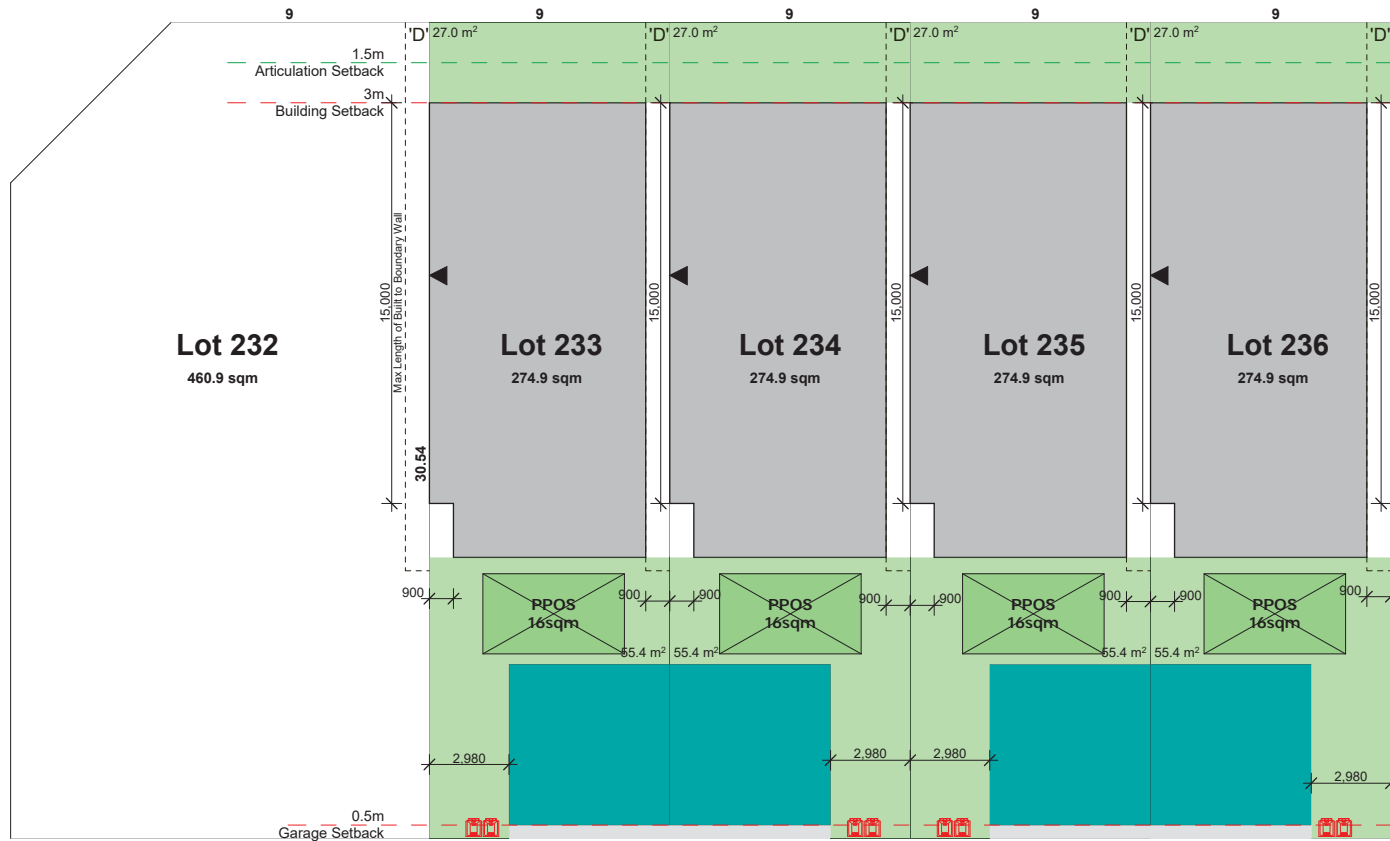 9 9 9 9 9
'D' 27.0 m² 'D' 27.0 m² 'D' 27.0 m² 'D' 27.0 m² 'D'
1.5m
Articulation Setback
3m
Building Setback
15,000
Max Length of Built to Boundary Wall
15,000
15,000
15,000
15,000
Lot 232
460.9 sqm
Lot 233
274.9 sqm
Lot 234
274.9 sqm
Lot 235
274.9 sqm
Lot 236
274.9 sqm
30.54
900 900 900 900 900 900 900 900
PPOS
16sqm
PPOS
16sqm
PPOS
16sqm
PPOS
16sqm
55.4 m² 55.4 m² 55.4 m² 55.4 m²
2,980 2,980 2,980 2,980
0.5m
Garage Setback